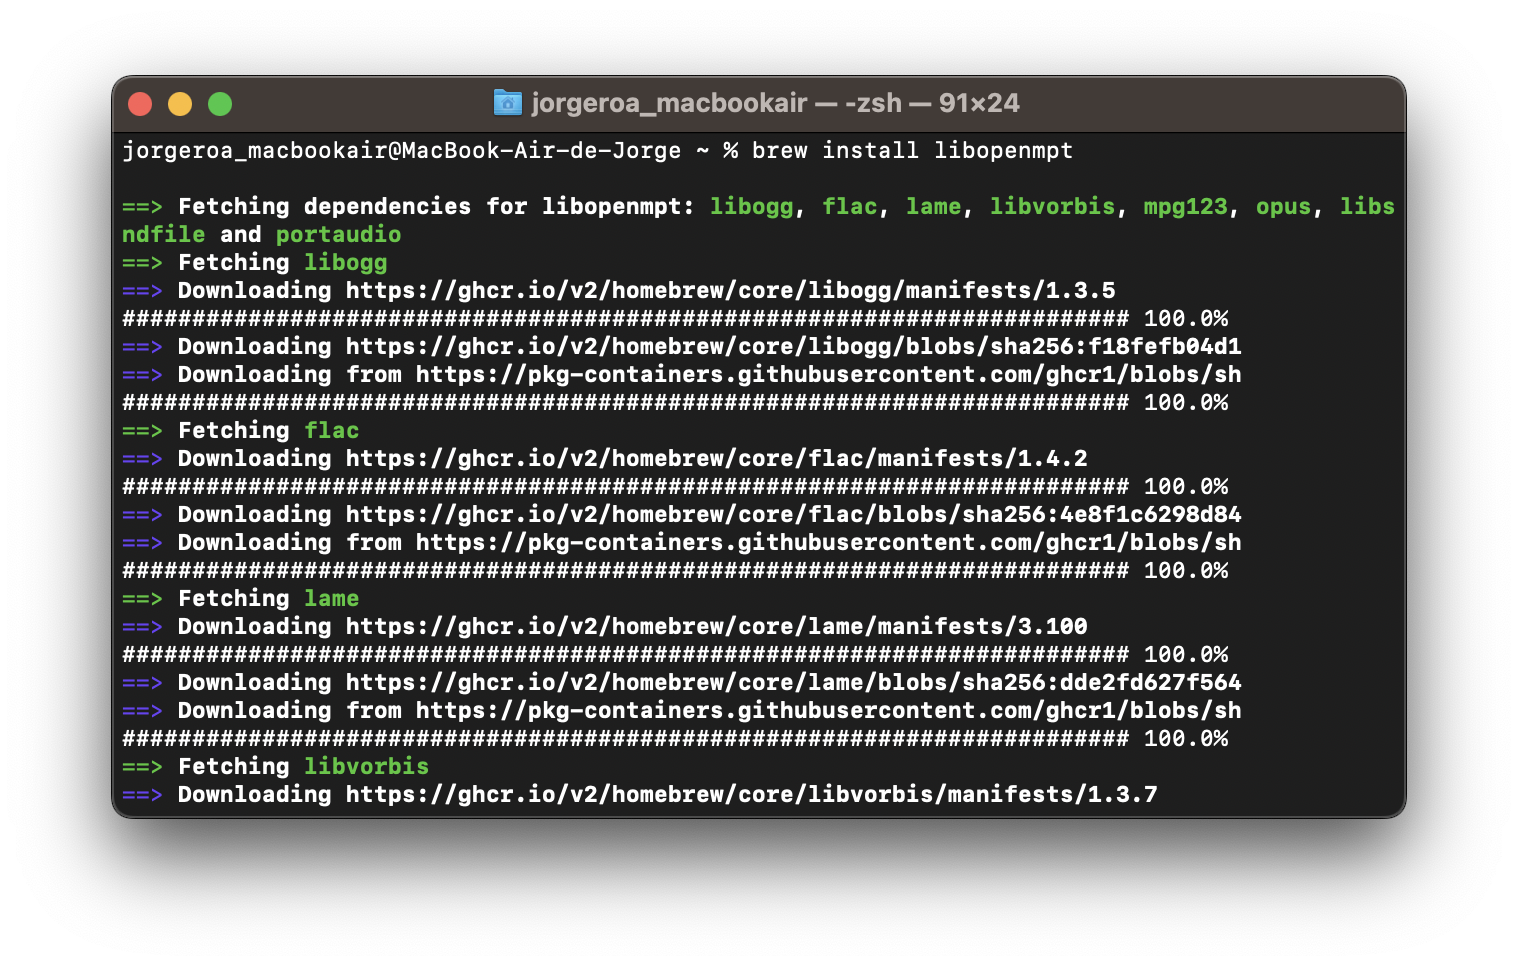 jorgeroa_macbookair — -zsh — 91×24
jorgeroa_macbookair@MacBook-Air-de-Jorge ~ % brew install libopenmpt
==> Fetching dependencies for libopenmpt: libogg, flac, lame, libvorbis, mpg123, opus, libs
ndfile and portaudio
==> Fetching libogg
==> Downloading https://ghcr.io/v2/homebrew/core/libogg/manifests/1.3.5
######################################################################## 100.0%
==> Downloading https://ghcr.io/v2/homebrew/core/libogg/blobs/sha256:f18fefb04d1
==> Downloading from https://pkg-containers.githubusercontent.com/ghcr1/blobs/sh
######################################################################## 100.0%
==> Fetching flac
==> Downloading https://ghcr.io/v2/homebrew/core/flac/manifests/1.4.2
######################################################################## 100.0%
==> Downloading https://ghcr.io/v2/homebrew/core/flac/blobs/sha256:4e8f1c6298d84
==> Downloading from https://pkg-containers.githubusercontent.com/ghcr1/blobs/sh
######################################################################## 100.0%
==> Fetching lame
==> Downloading https://ghcr.io/v2/homebrew/core/lame/manifests/3.100
######################################################################## 100.0%
==> Downloading https://ghcr.io/v2/homebrew/core/lame/blobs/sha256:dde2fd627f564
==> Downloading from https://pkg-containers.githubusercontent.com/ghcr1/blobs/sh
######################################################################## 100.0%
==> Fetching libvorbis
==> Downloading https://ghcr.io/v2/homebrew/core/libvorbis/manifests/1.3.7